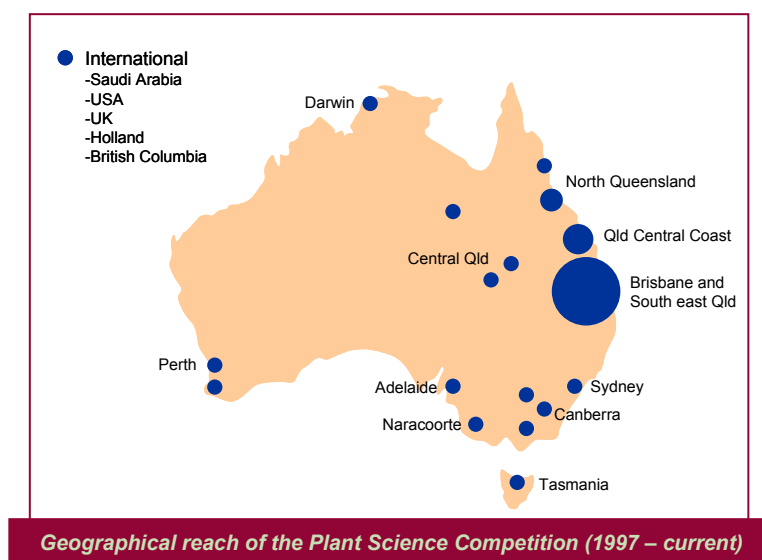 International
-Saudi Arabia
-USA
-UK
-Holland
-British Columbia
Darwin
North Queensland
Qld Central Coast
Central Qld
Brisbane and
South east Qld
Perth
Adelaide
Sydney
Naracoorte
Canberra
Tasmania
Geographical reach of the Plant Science Competition (1997 – current)